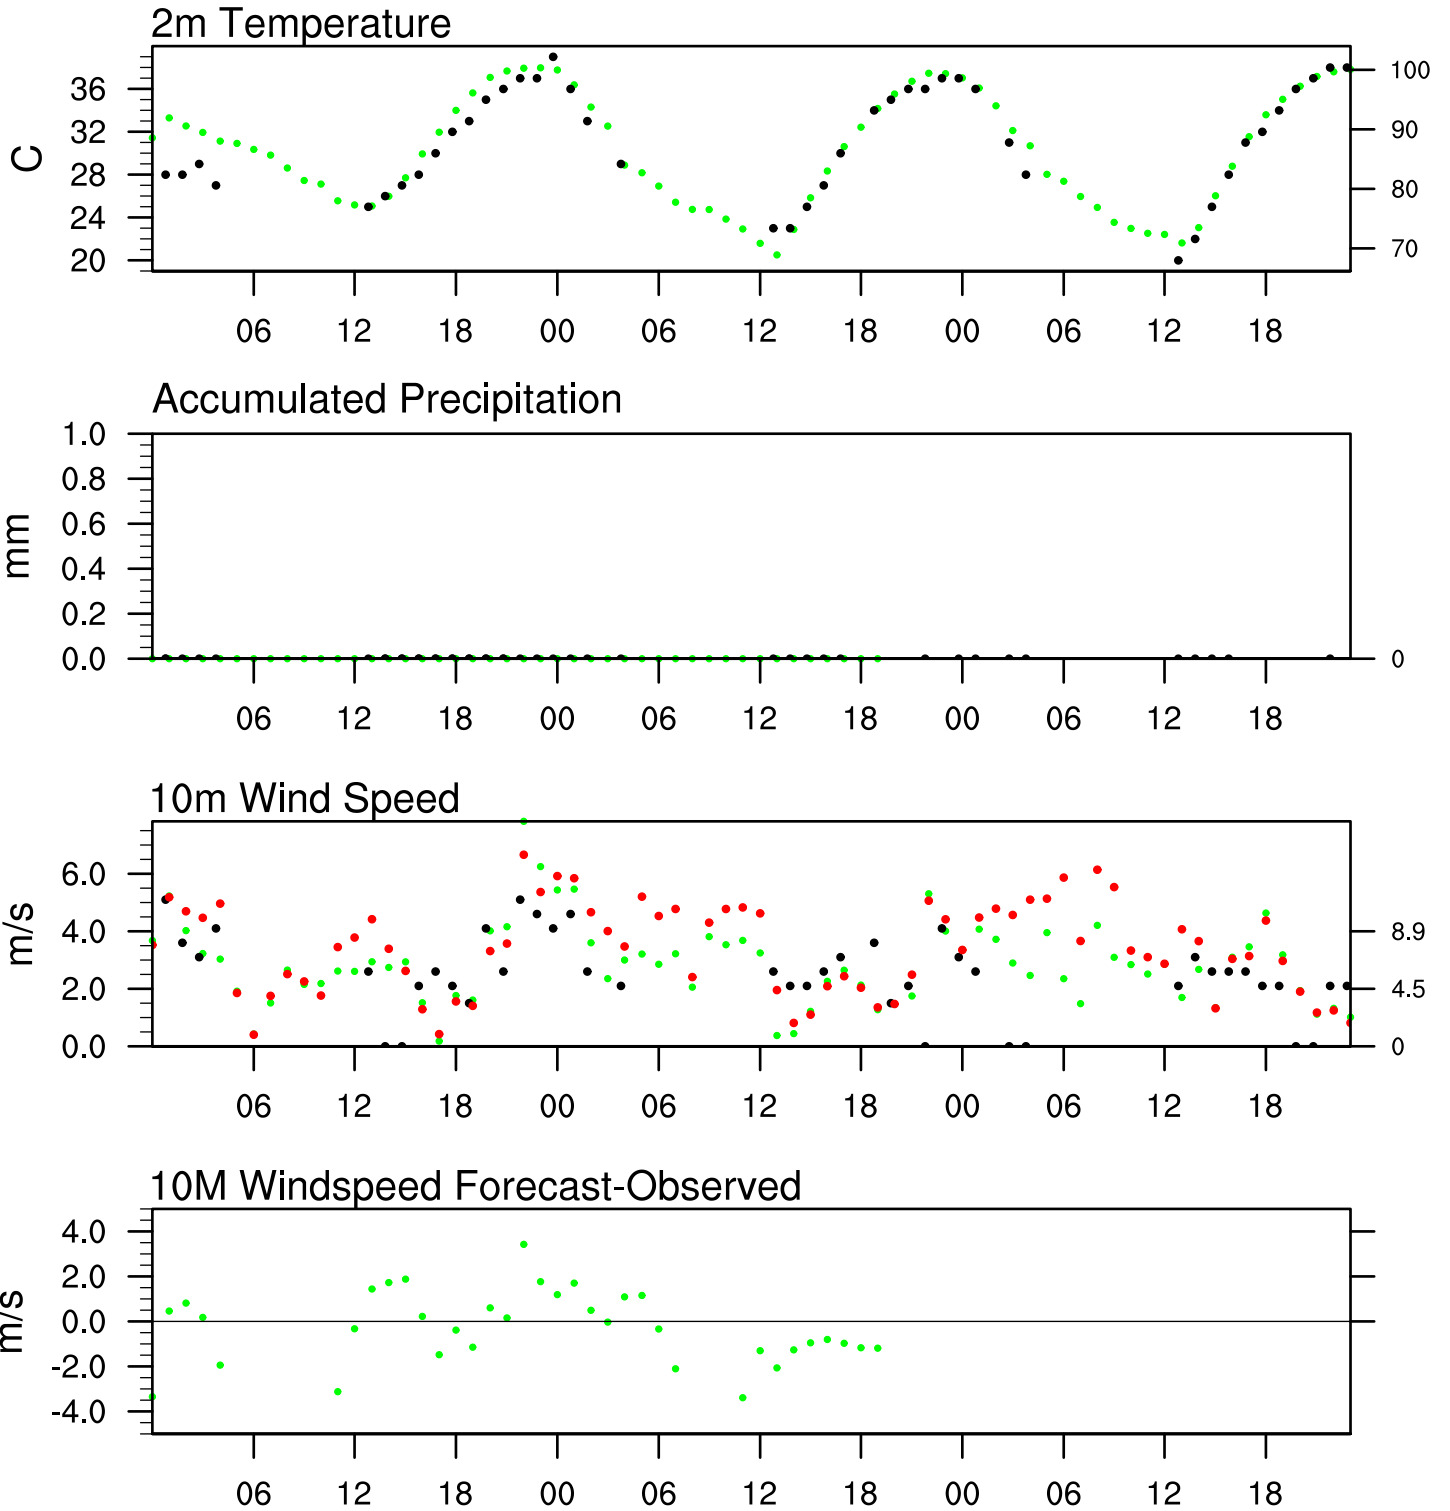 2m Temperature
C
36
32
28
24
20
100
90
80
70
06 12 18 00 06 12 18 00 06 12 18
Accumulated Precipitation
mm
1.0
0.8
0.6
0.4
0.2
0.0
0
06 12 18 00 06 12 18 00 06 12 18
10m Wind Speed
m/s
6.0
4.0
2.0
0.0
8.9
4.5
0
06 12 18 00 06 12 18 00 06 12 18
10M Windspeed Forecast-Observed
m/s
4.0
2.0
0.0
-2.0
-4.0
06 12 18 00 06 12 18 00 06 12 18